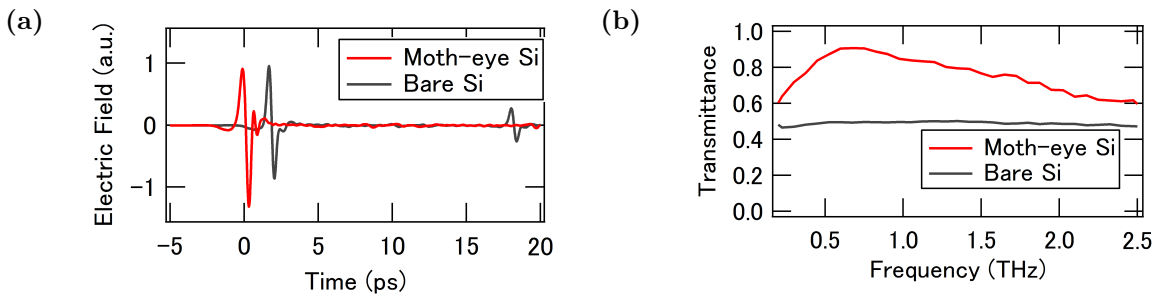 (a)
Electric Field (a.u.)
1
0
-1
Moth-eye Si
Bare Si
-5 0 5 10 15 20
Time (ps)
(b)
Transmittance
1.0
0.8
0.6
0.4
0.2
0.0
Moth-eye Si
Bare Si
0.5 1.0 1.5 2.0 2.5
Frequency (THz)